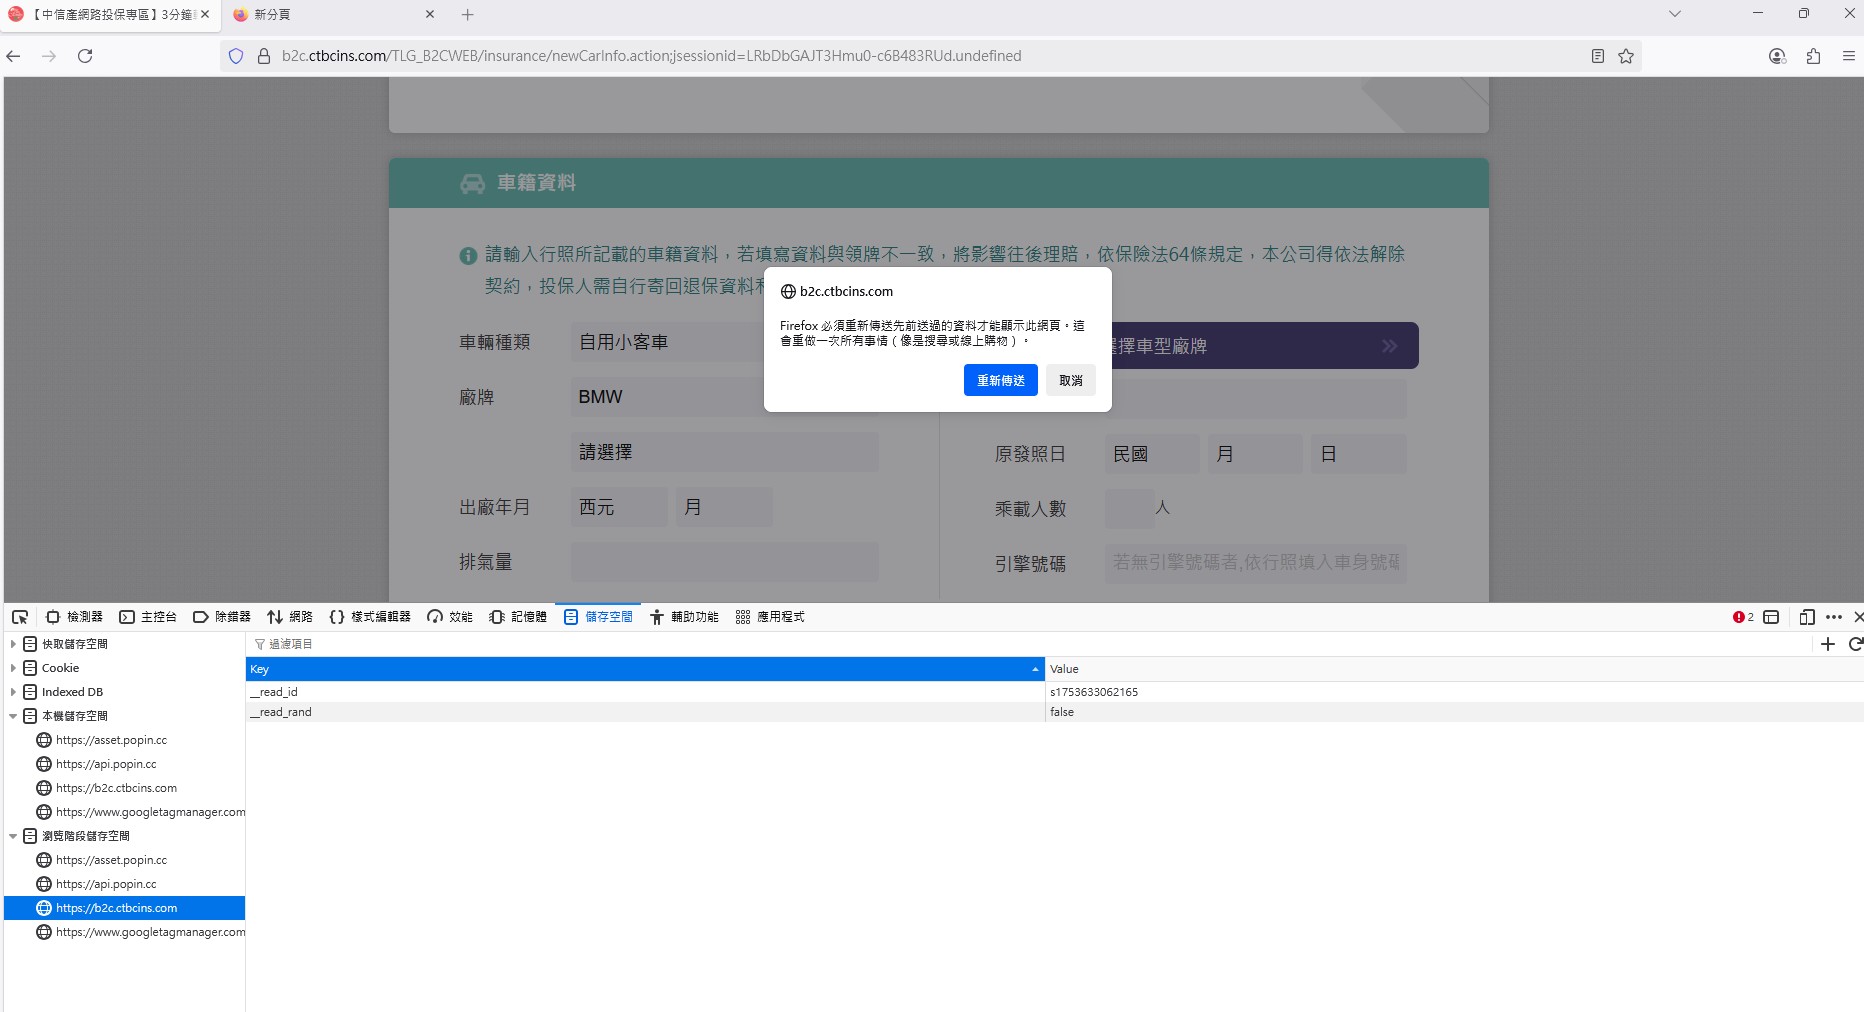 【中信產網路投保專區】3分鐘
新分頁
b2c.ctbcins.com/TLG_B2CWEB/insurance/newCarInfo.action;jsessionid=LRbDbGAJT3Hmu0-c6B483RUd.undefined
車籍資料
請輸入行照所記載的車籍資料，若填寫資料與領牌不一致，將影響往後理賠，依保險法64條規定，本公司得依法解除
契約，投保人需自行寄回退保資料
b2c.ctbcins.com
Firefox 必須重新傳送先前送過的資料才能顯示此網頁。這
會重做一次所有事情（像是搜尋或線上購物）。
重新傳送 取消
車輛種類 自用小客車
選擇車型廠牌
廠牌 BMW
請選擇
原發照日 民國 月 日
出廠年月 西元 月
乘載人數 人
排氣量
引擎號碼 若無引擎號碼者,依行照填入車身號碼
檢測器 主控台 除錯器 網路 樣式編輯器 效能 記憶體 儲存空間 輔助功能 應用程式 2
快取儲存空間
過濾項目
Cookie
Key Value
Indexed DB
__read_id s1753633062165
本機儲存空間
__read_rand false
https://asset.popin.cc
https://api.popin.cc
https://b2c.ctbcins.com
https://www.googletagmanager.com
瀏覽階段儲存空間
https://asset.popin.cc
https://api.popin.cc
https://b2c.ctbcins.com
https://www.googletagmanager.com